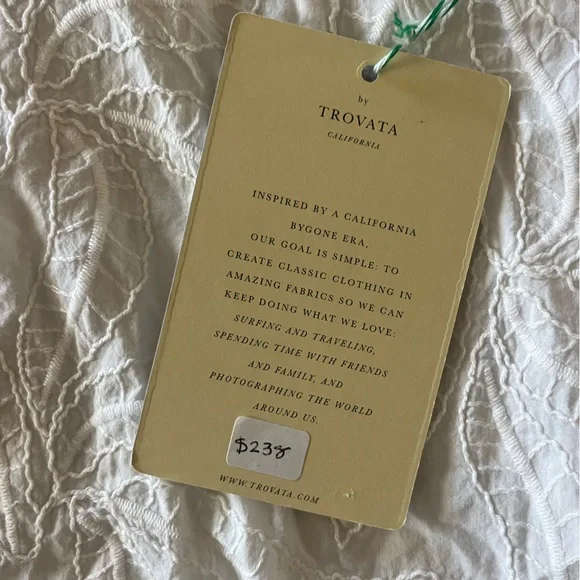 by
TROVATA
CALIFORNIA
INSPIRED BY A CALIFORNIA
BYGONE ERA,
OUR GOAL IS SIMPLE: TO
CREATE CLASSIC CLOTHING IN
AMAZING FABRICS SO WE CAN
KEEP DOING WHAT WE LOVE:
SURFING AND TRAVELING,
SPENDING TIME WITH FRIENDS
AND FAMILY, AND
PHOTOGRAPHING THE WORLD
AROUND US.
$238
WWW.TROVATA.COM